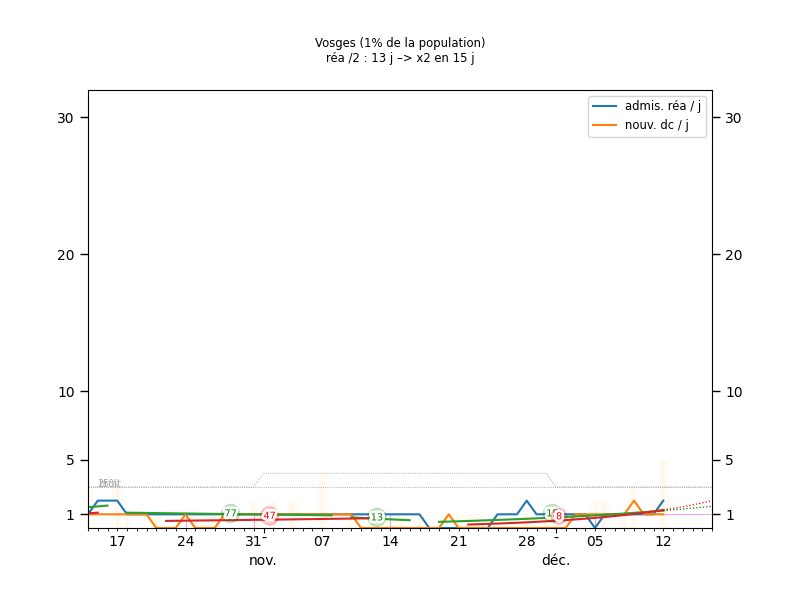 Vosges (1% de la population)
réa /2 : 13 j –> x2 en 15 j
admis. réa / j
nouv. dc / j
30 30
20 20
10 10
5 5
77 47 13 8
1 1
17 24 31 07 14 21 28 - 05 12
nov. déc.